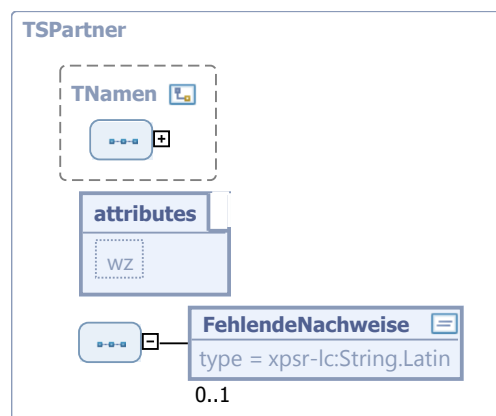 TSPartner
TNamen
attributes
wz
FehlendeNachweise
type = xpsr-lc:String.Latin
0..1